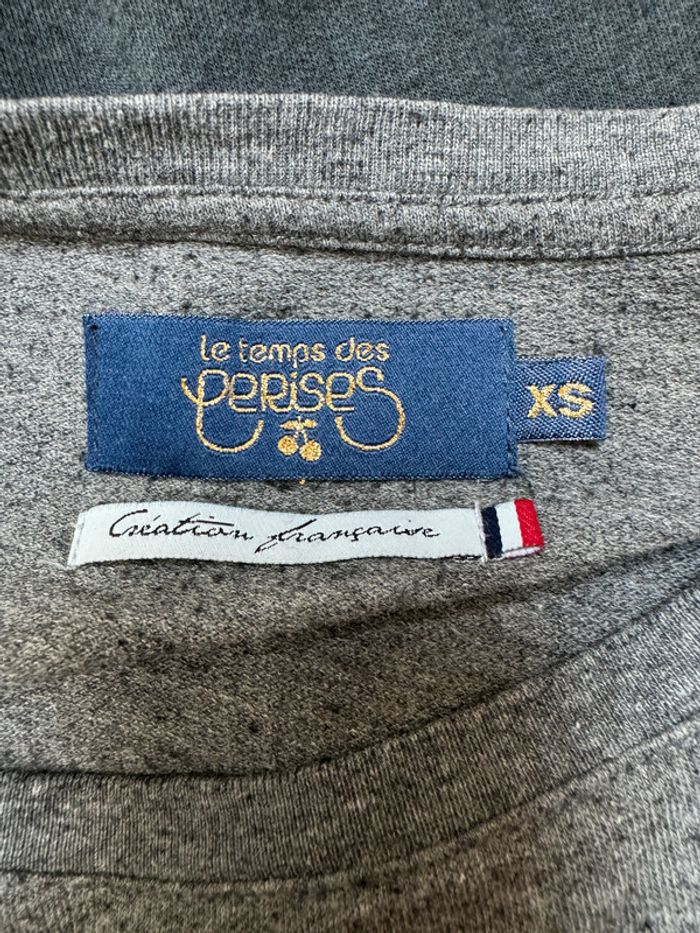 le temps des
cerises
XS
Création française